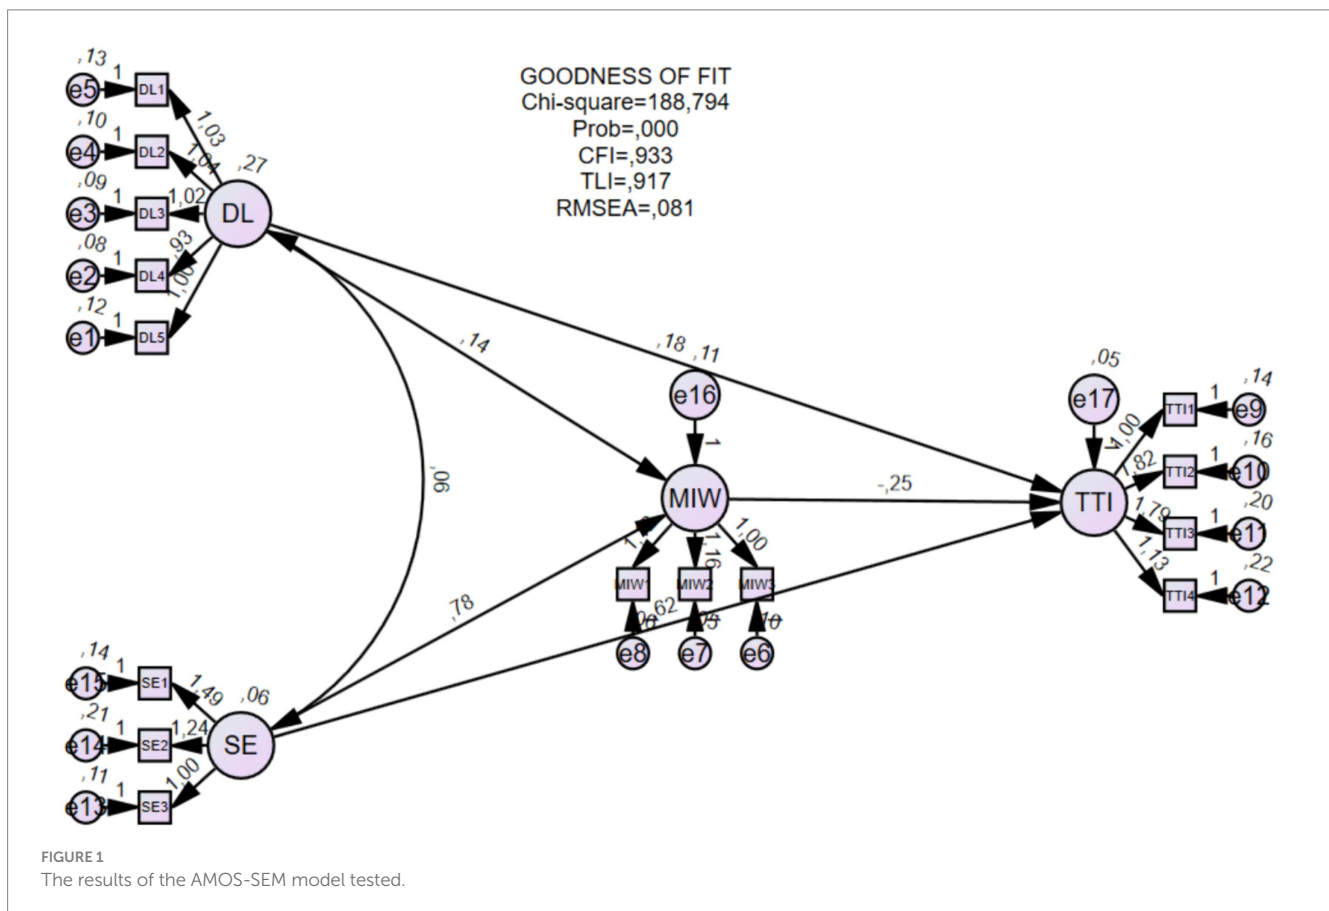 GOODNESS OF FIT
Chi-square=188,794
Prob=,000
CFI=,933
TLI=,917
RMSEA=,081
,13
e5
1
DL1
1,03
,10
e4
1
DL2
1,04
,09
e3
1
DL3
1,02
,08
e2
1
DL4
,93
,12
e1
1
DL5
1,00
,27
DL
,14
,18
,11
e16
1
MIW
,06
-,25
,05
e17
TTI
1,00
TTI1
1
e9
,14
TTI2
1
e10
,16
1,79
TTI3
1
e11
,20
1,13
TTI4
1
e12
,22
1,16
1,00
MIW1
MIW2
MIW3
,62
e8
e7
e6
,78
,14
e15
1
SE1
1,49
,21
e14
1
SE2
1,24
,11
e13
1
SE3
1,00
,06
SE
FIGURE 1
The results of the AMOS-SEM model tested.